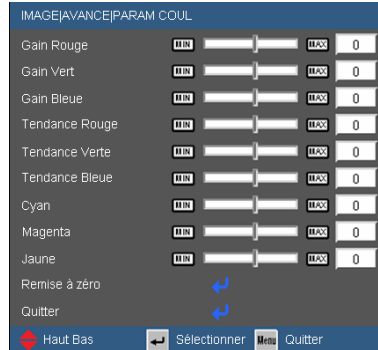 IMAGE|AVANCE|PARAM COUL
Gain Rouge MIN MAX 0
Gain Vert MIN MAX 0
Gain Bleue MIN MAX 0
Tendance Rouge MIN MAX 0
Tendance Verte MIN MAX 0
Tendance Bleue MIN MAX 0
Cyan MIN MAX 0
Magenta MIN MAX 0
Jaune MIN MAX 0
Remise à zéro
Quitter
Haut Bas Sélectionner Menu Quitter